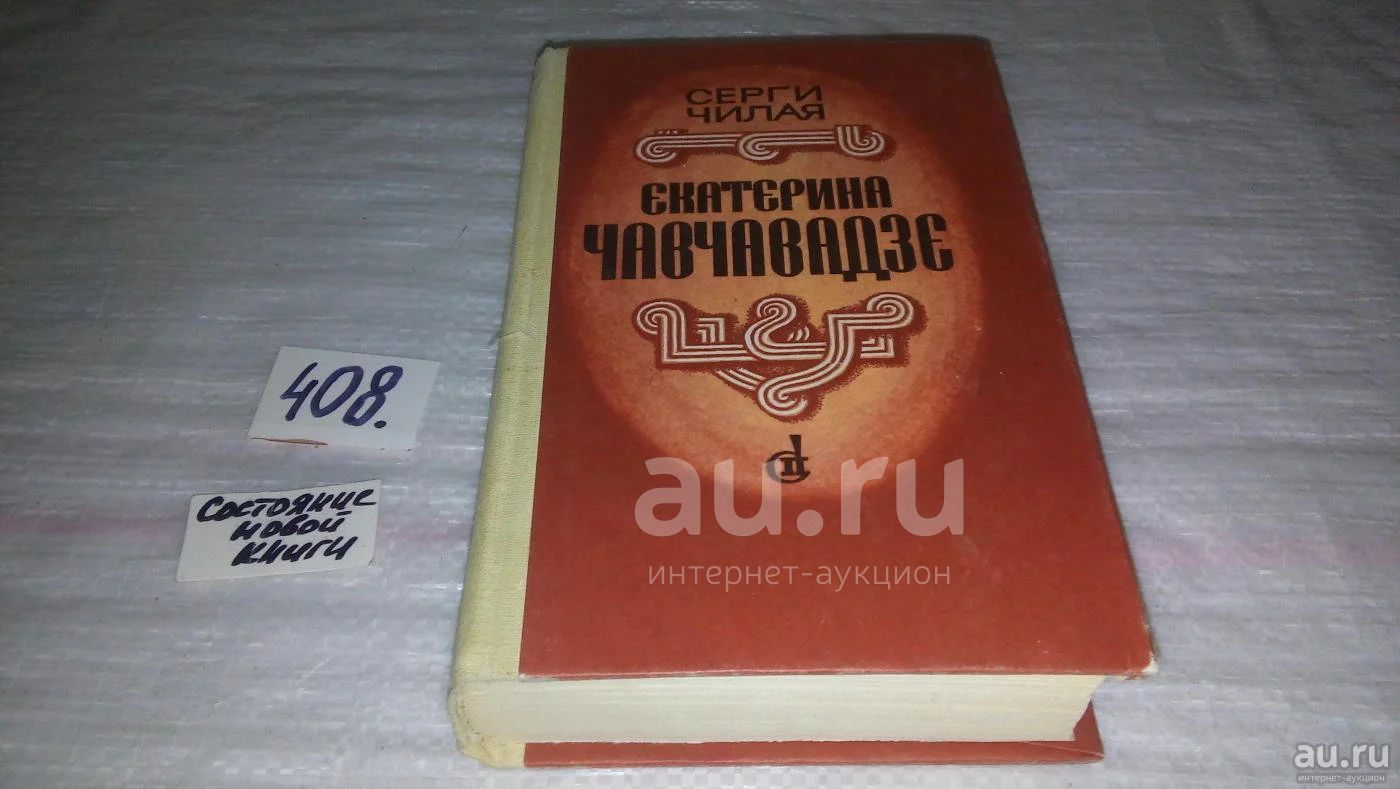 СЕРГИ
ЧИЛАЯ
ЕКАТЕРИНА
ЧАВЧАВАДЗЕ
408.
Состояние
новой
книги
au.ru
интернет-аукцион
au.ru
интернет-аукцион